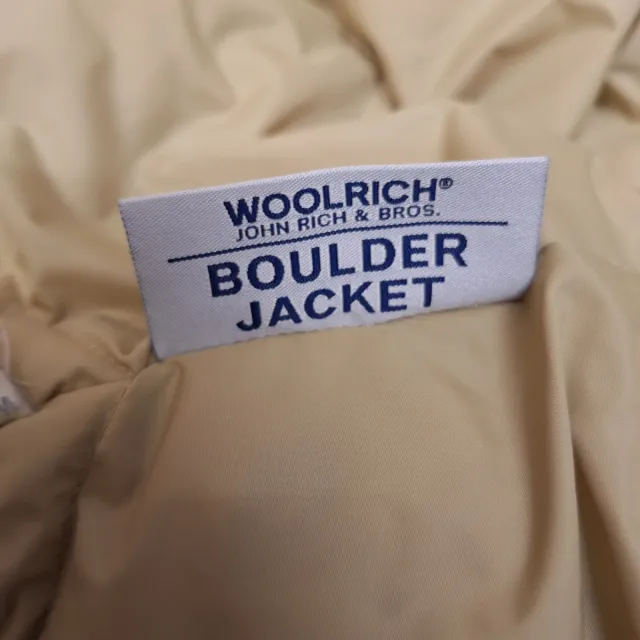 WOOLRICH®
JOHN RICH & BROS.
BOULDER
JACKET